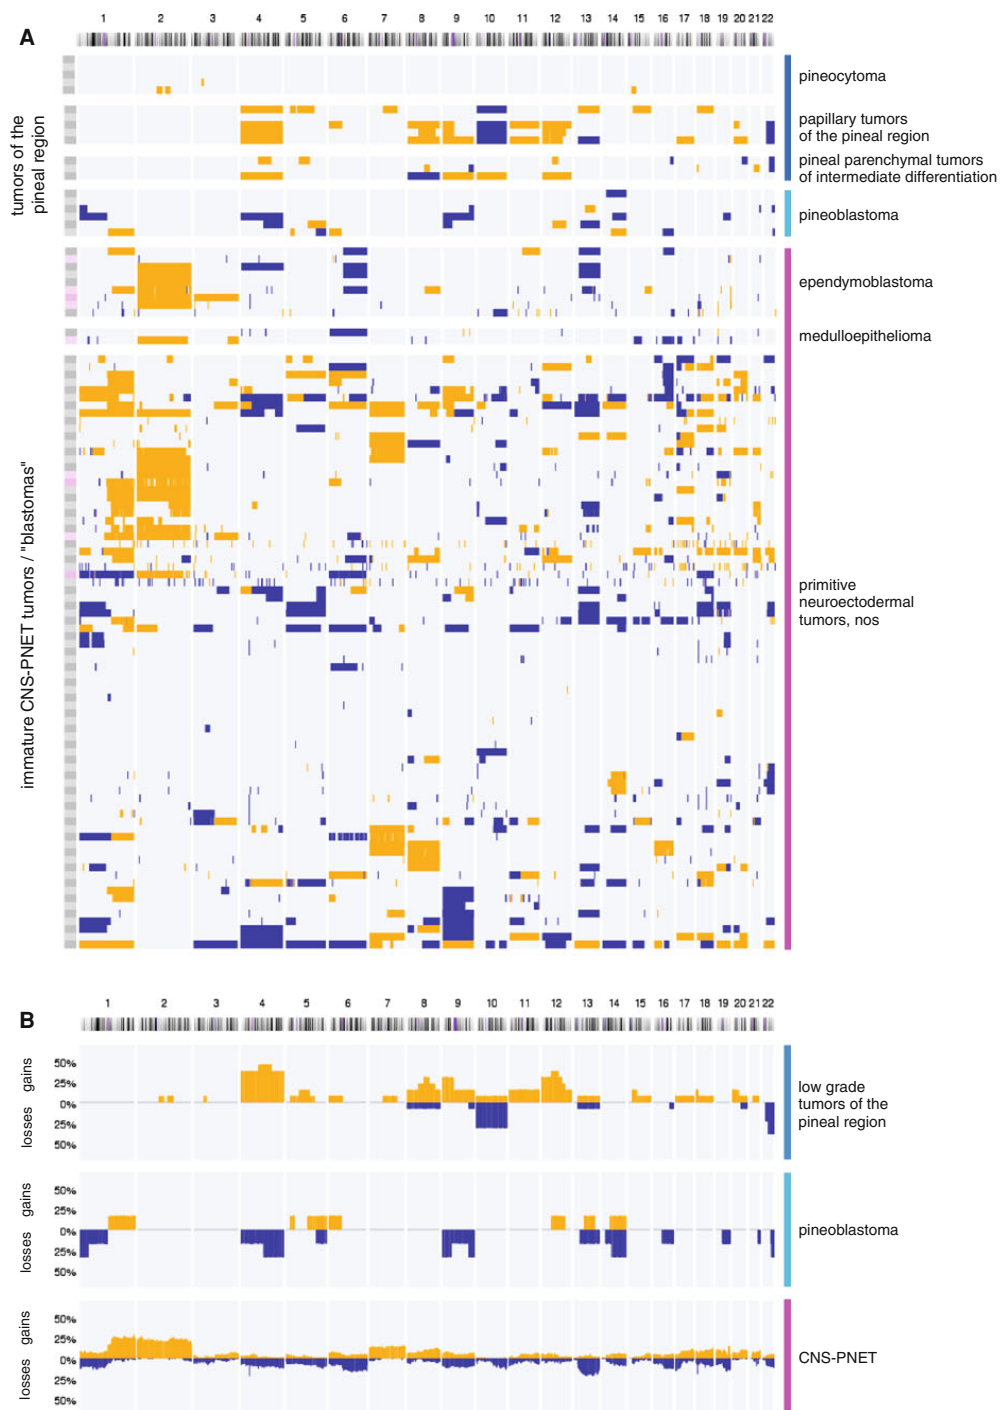 1 2 3 4 5 6 7 8 9 10 11 12 13 14 15 16 17 18 19 20 21 22
A
tumors of the
pineal region
pineocytoma
papillary tumors
of the pineal region
pineal parenchymal tumors
of intermediate differentiation
pineoblastoma
immature CNS-PNET tumors / "blastomas"
ependymoblastoma
medulloepithelioma
primitive
neuroectodermal
tumors, nos
1 2 3 4 5 6 7 8 9 10 11 12 13 14 15 16 17 18 19 20 21 22
B
gains
losses
50%
25%
0%
25%
50%
low grade
tumors of the
pineal region
gains
losses
50%
25%
0%
25%
50%
pineoblastoma
gains
losses
50%
25%
0%
25%
50%
CNS-PNET